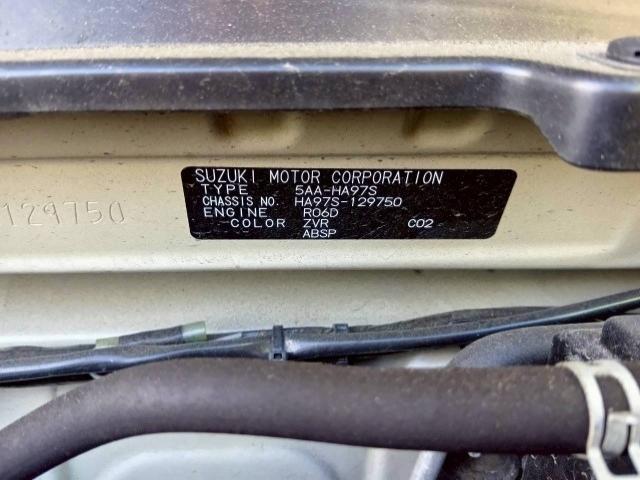 SUZUKI MOTOR CORPORATION
TYPE 5AA-HA97S
CHASSIS NO. HA97S-129750
ENGINE R06D
COLOR ZVR C02
ABSP
129750